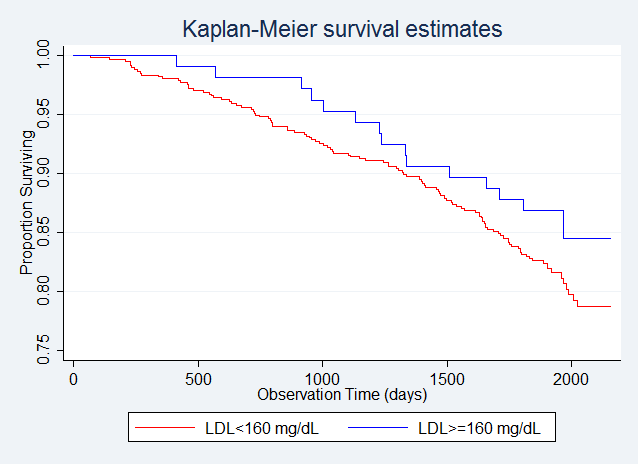 Kaplan-Meier survival estimates
Proportion Surviving
1.00
0.95
0.90
0.85
0.80
0.75
0 500 1000 1500 2000
Observation Time (days)
LDL<160 mg/dL LDL>=160 mg/dL